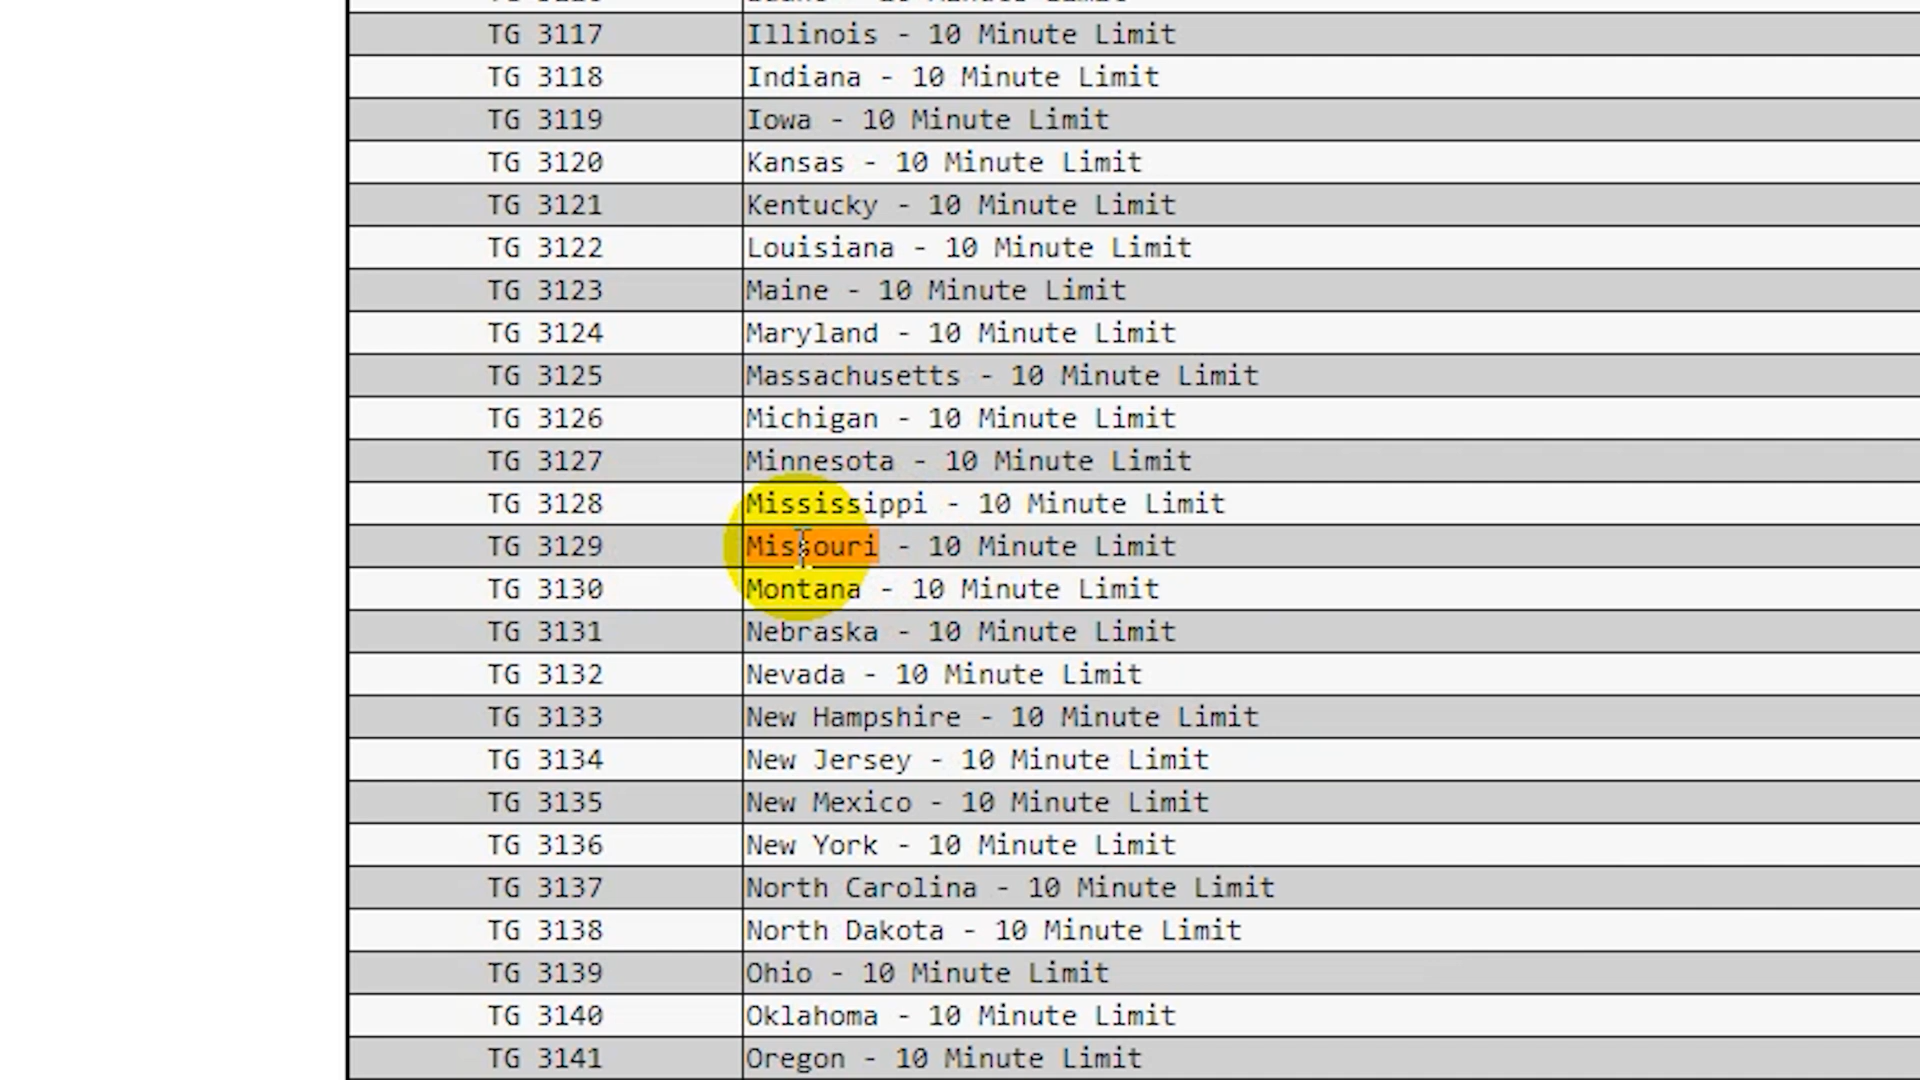 TG 3117 Illinois - 10 Minute Limit
TG 3118 Indiana - 10 Minute Limit
TG 3119 Iowa - 10 Minute Limit
TG 3120 Kansas - 10 Minute Limit
TG 3121 Kentucky - 10 Minute Limit
TG 3122 Louisiana - 10 Minute Limit
TG 3123 Maine - 10 Minute Limit
TG 3124 Maryland - 10 Minute Limit
TG 3125 Massachusetts - 10 Minute Limit
TG 3126 Michigan - 10 Minute Limit
TG 3127 Minnesota - 10 Minute Limit
TG 3128 Mississippi - 10 Minute Limit
TG 3129 Missouri - 10 Minute Limit
TG 3130 Montana - 10 Minute Limit
TG 3131 Nebraska - 10 Minute Limit
TG 3132 Nevada - 10 Minute Limit
TG 3133 New Hampshire - 10 Minute Limit
TG 3134 New Jersey - 10 Minute Limit
TG 3135 New Mexico - 10 Minute Limit
TG 3136 New York - 10 Minute Limit
TG 3137 North Carolina - 10 Minute Limit
TG 3138 North Dakota - 10 Minute Limit
TG 3139 Ohio - 10 Minute Limit
TG 3140 Oklahoma - 10 Minute Limit
TG 3141 Oregon - 10 Minute Limit